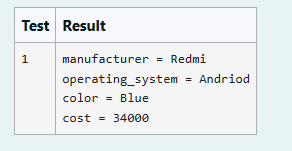 Test Result
1 manufacturer = Redmi
operating_system = Andriod
color = Blue
cost = 34000